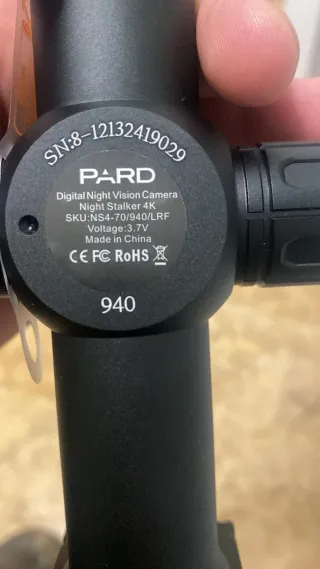 SN:8-12132419029
PARD
Digital Night Vision Camera
Night Stalker 4K
SKU:NS4-70/940/LRF
Voltage:3.7V
Made in China
CE FC RoHS
940